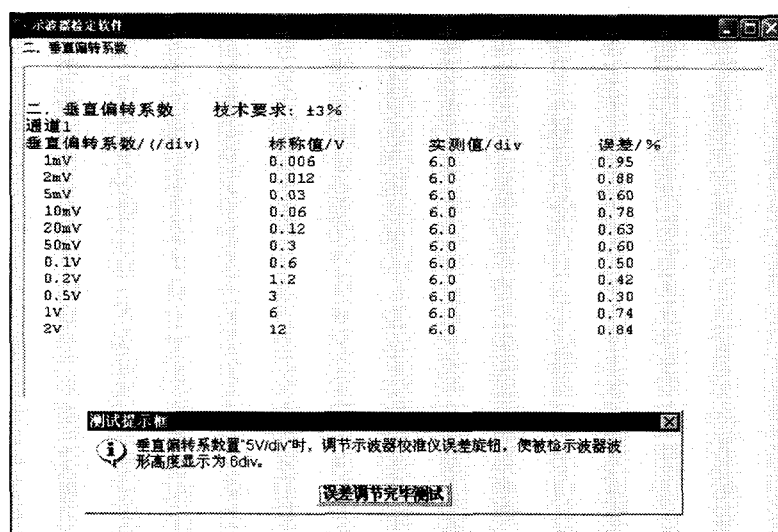 示波器检定软件
二、垂直偏转系数
二、垂直偏转系数 技术要求: ±3%
通道1
垂直偏转系数/(/div) 标称值/V 实测值/div 误差/%
1mV 0.006 6.0 0.95
2mV 0.012 6.0 0.88
5mV 0.03 6.0 0.60
10mV 0.06 6.0 0.78
20mV 0.12 6.0 0.63
50mV 0.3 6.0 0.60
0.1V 0.6 6.0 0.50
0.2V 1.2 6.0 0.42
0.5V 3 6.0 0.30
1V 6 6.0 0.74
2V 12 6.0 0.84
测试提示框
垂直偏转系数置"5V/div"时，调节示波器校准仪误差旋钮，使被检示波器波
形高度显示为6div。
误差调节完毕测试